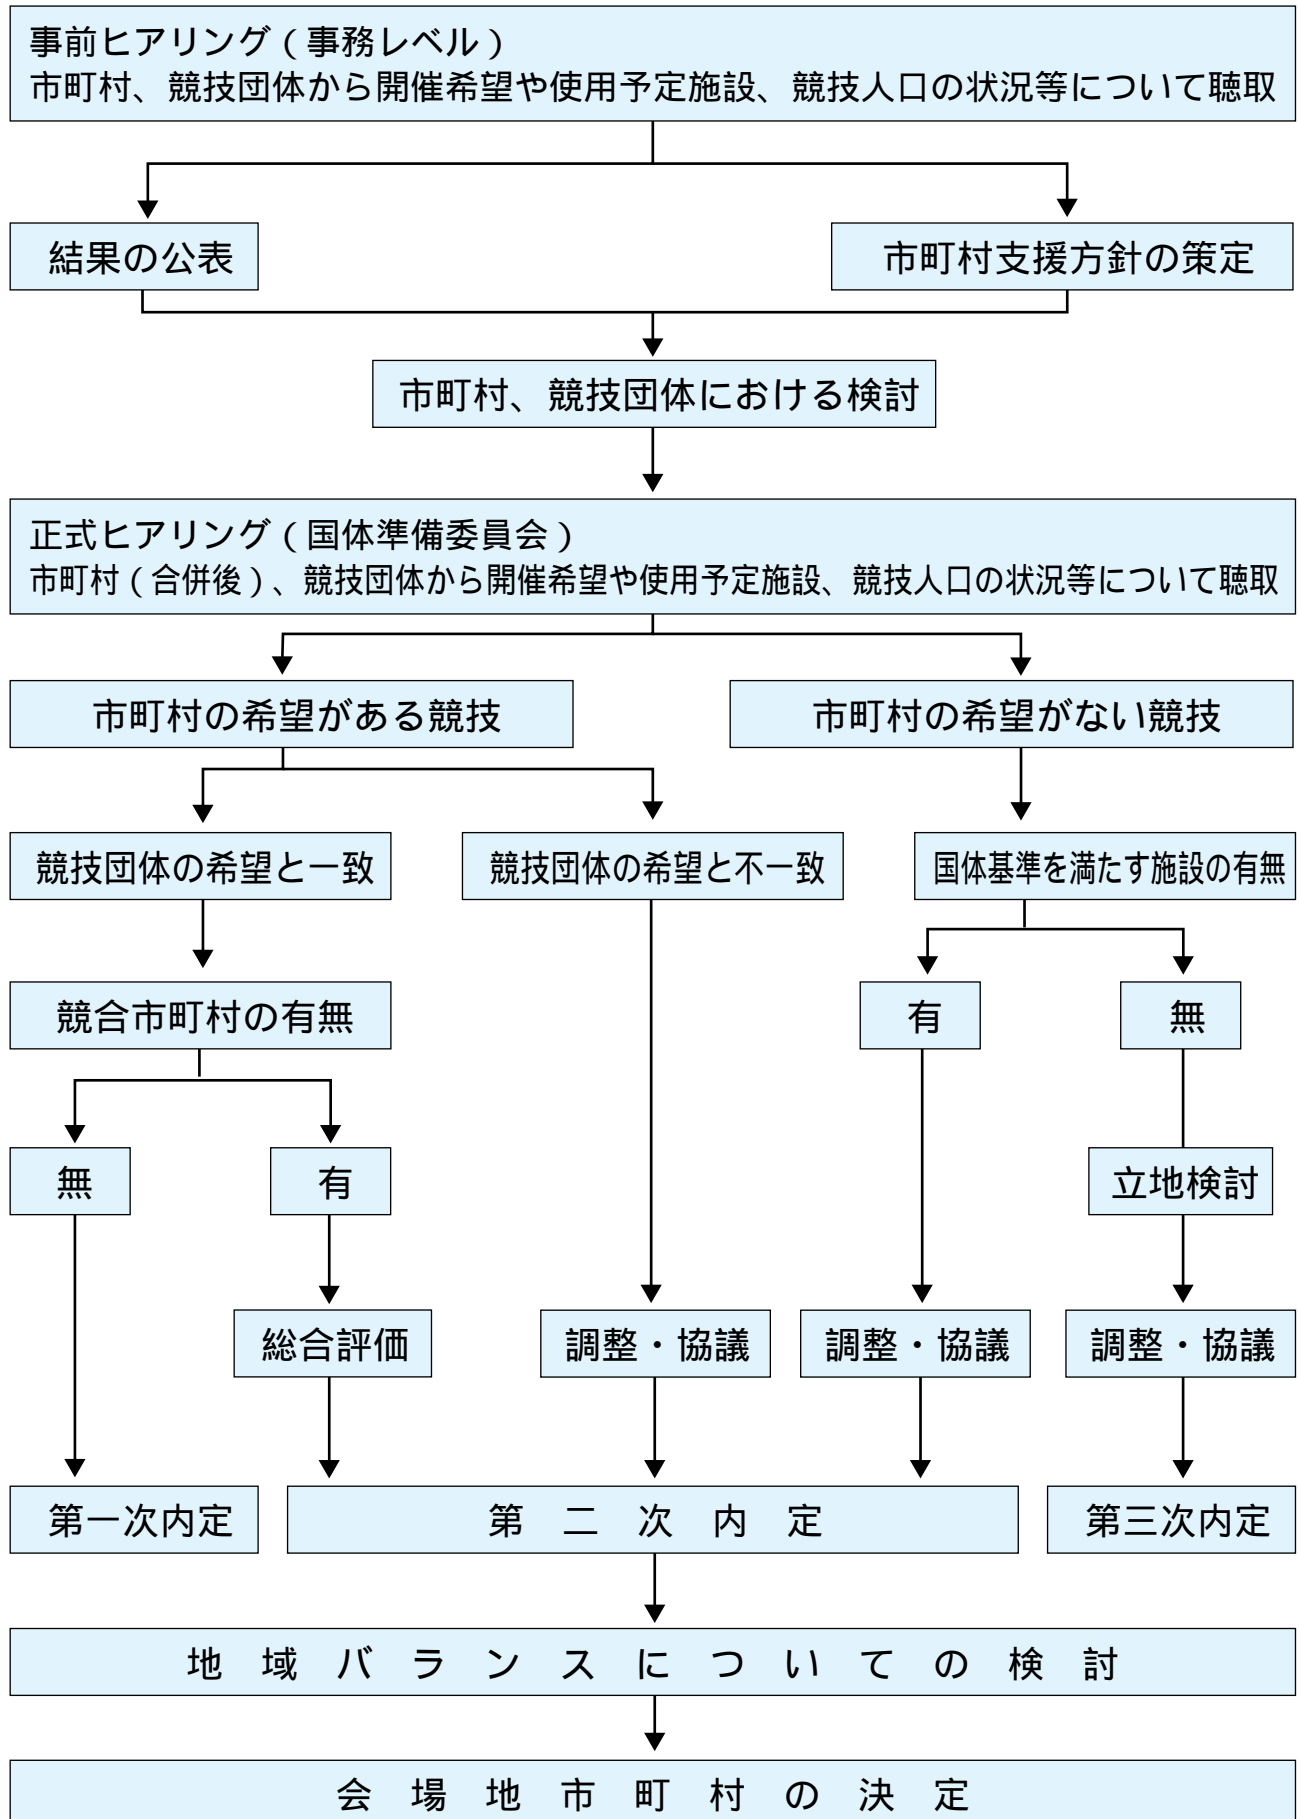 事前ヒアリング（事務レベル）
市町村、競技団体から開催希望や使用予定施設、競技人口の状況等について聴取
結果の公表
市町村支援方針の策定
市町村、競技団体における検討
正式ヒアリング（国体準備委員会）
市町村（合併後）、競技団体から開催希望や使用予定施設、競技人口の状況等について聴取
市町村の希望がある競技
市町村の希望がない競技
競技団体の希望と一致
競技団体の希望と不一致
国体基準を満たす施設の有無
競合市町村の有無
有
無
無
有
立地検討
総合評価
調整・協議
調整・協議
調整・協議
第一次内定
第二次内定
第三次内定
地域バランスについての検討
会場地市町村の決定